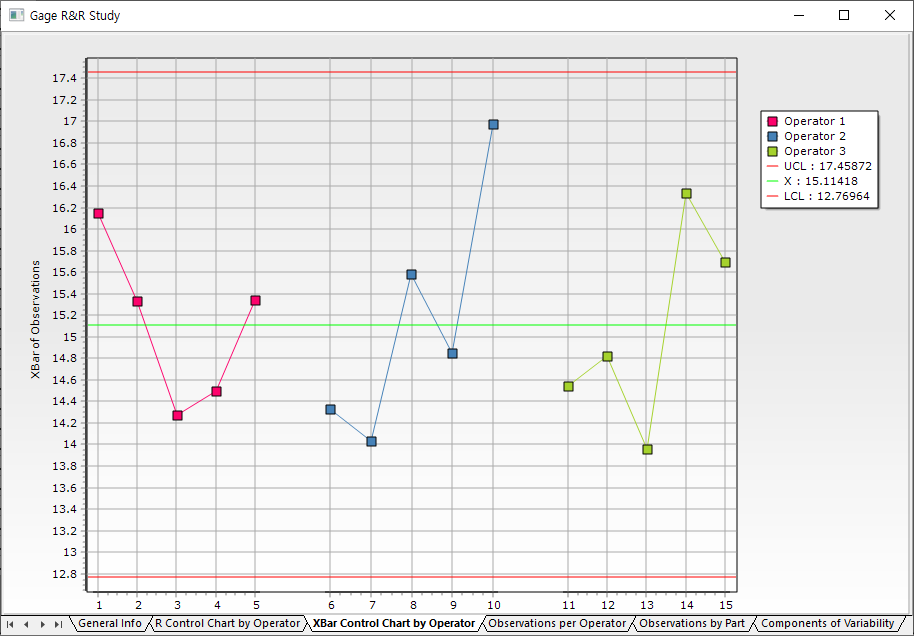 Gage R&R Study
17.4
17.2
17
16.8
16.6
16.4
16.2
16
15.8
15.6
15.4
15.2
15
14.8
14.6
14.4
14.2
14
13.8
13.6
13.4
13.2
13
12.8
XBar of Observations
1 2 3 4 5 6 7 8 9 10 11 12 13 14 15
Operator 1
Operator 2
Operator 3
UCL : 17.45872
X : 15.11418
LCL : 12.76964
General Info R Control Chart by Operator XBar Control Chart by Operator Observations per Operator Observations by Part Components of Variability